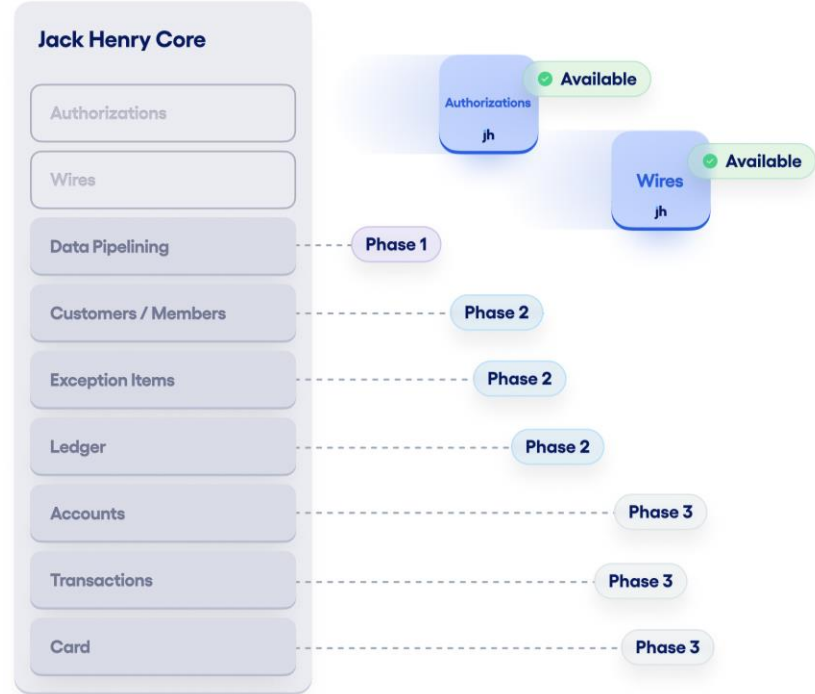 Jack Henry Core
Authorizations
Wires
Authorizations
jh
Available
Wires
jh
Available
Data Pipelining
Phase 1
Customers / Members
Phase 2
Exception Items
Phase 2
Ledger
Phase 2
Accounts
Phase 3
Transactions
Phase 3
Card
Phase 3